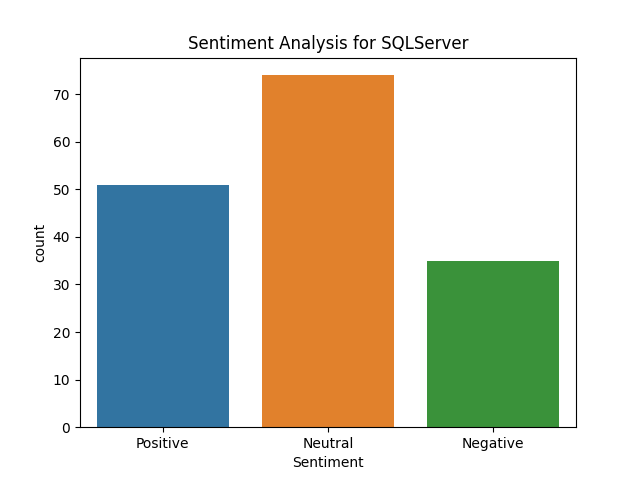 Sentiment Analysis for SQLServer
70
60
50
40
30
20
10
0
count
Positive Neutral Negative
Sentiment